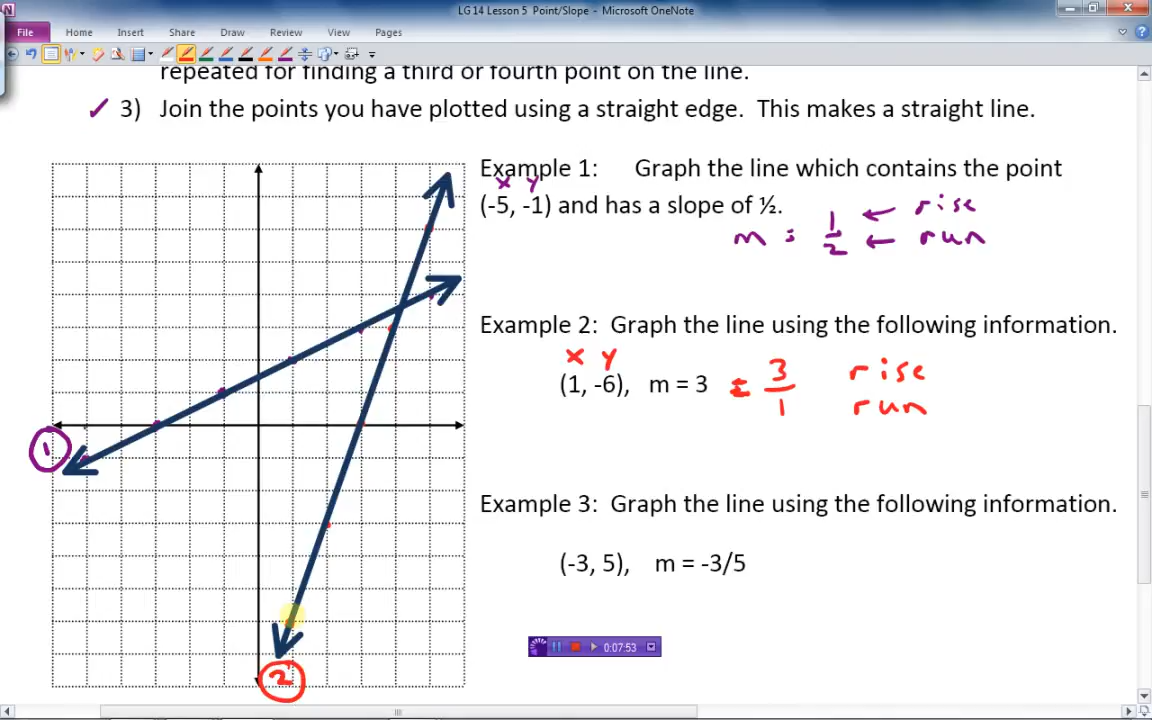 LG 14 Lesson 5 Point/Slope - Microsoft OneNote
File Home Insert Share Draw Review View Pages
repeated for finding a third or fourth point on the line.
✓ 3) Join the points you have plotted using a straight edge. This makes a straight line.
Example 1: Graph the line which contains the point
x y
(-5, -1) and has a slope of ½.
m = 1/2 ← rise ← run
Example 2: Graph the line using the following information.
x y
(1, -6), m = 3 = 3/1 rise run
1
Example 3: Graph the line using the following information.
(-3, 5), m = -3/5
0:07:53
2